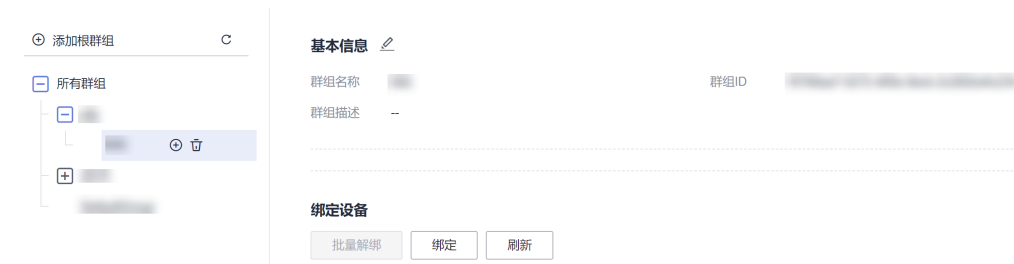 添加根群组
所有群组
基本信息
群组名称
群组ID
群组描述 --
绑定设备
批量解绑 绑定 刷新